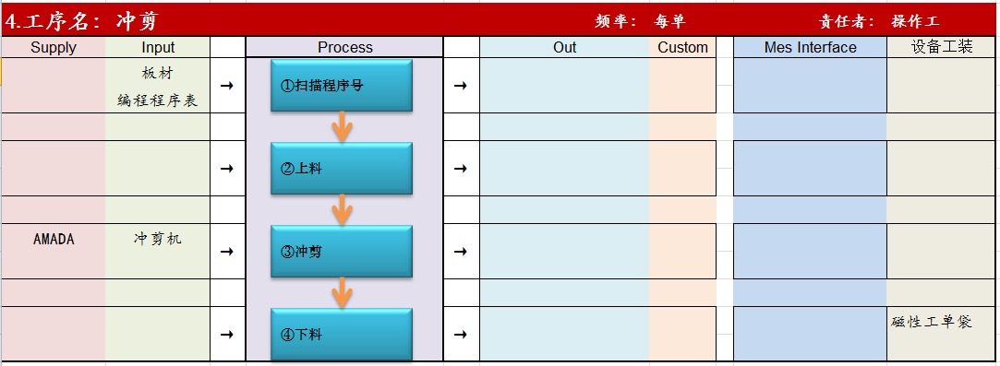 4.工序名：冲剪 频率：每单 责任者：操作工
Supply Input Process Out Custom Mes Interface 设备工装
板材
编程程序表
→ ①扫描程序号 →
→ ②上料 →
AMADA 冲剪机 → ③冲剪 →
→ ④下料 → 磁性工单袋